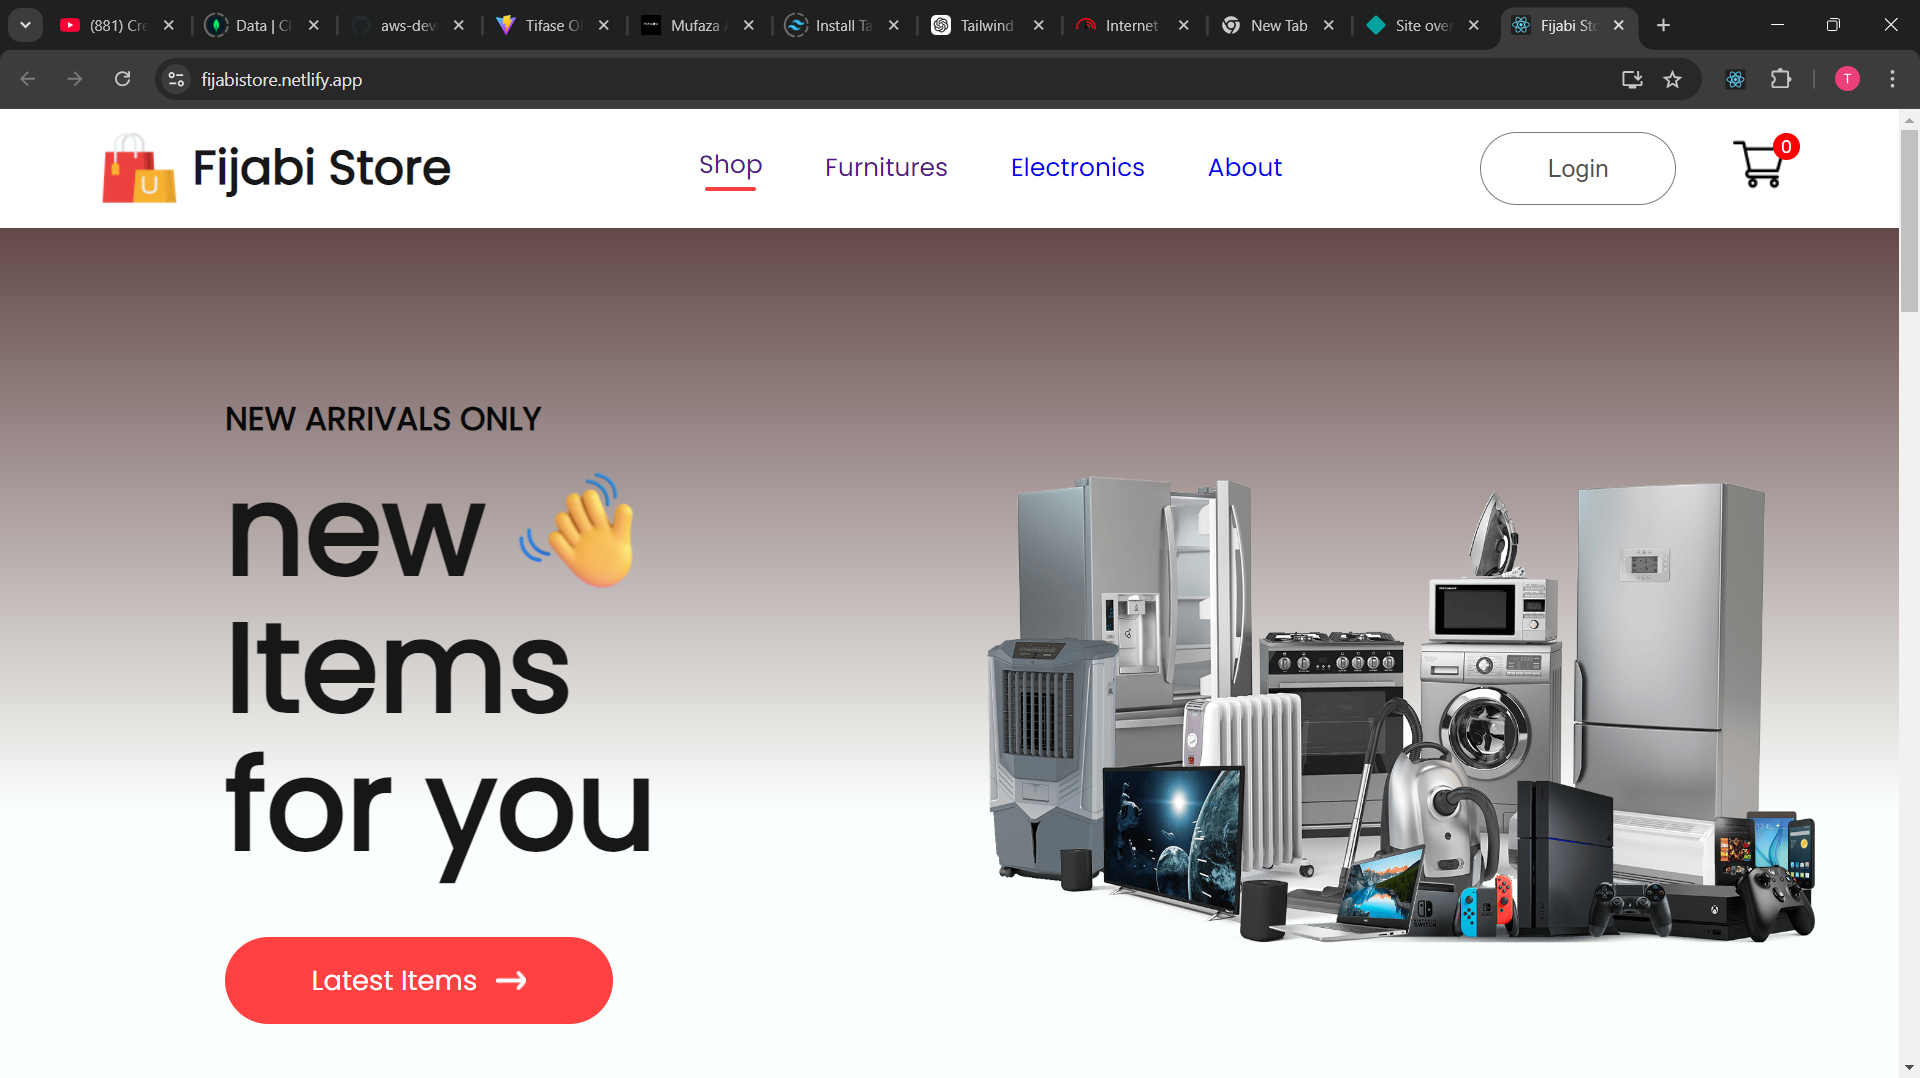 (881) Cre
Data | Cl
aws-dev
Tifase Ol
Mufaza A
Install Ta
Tailwind
Internet
New Tab
Site over
Fijabi Sto
fijabistore.netlify.app
T
Fijabi Store
Shop
Furnitures
Electronics
About
Login
0
NEW ARRIVALS ONLY
new
Items
for you
Latest Items